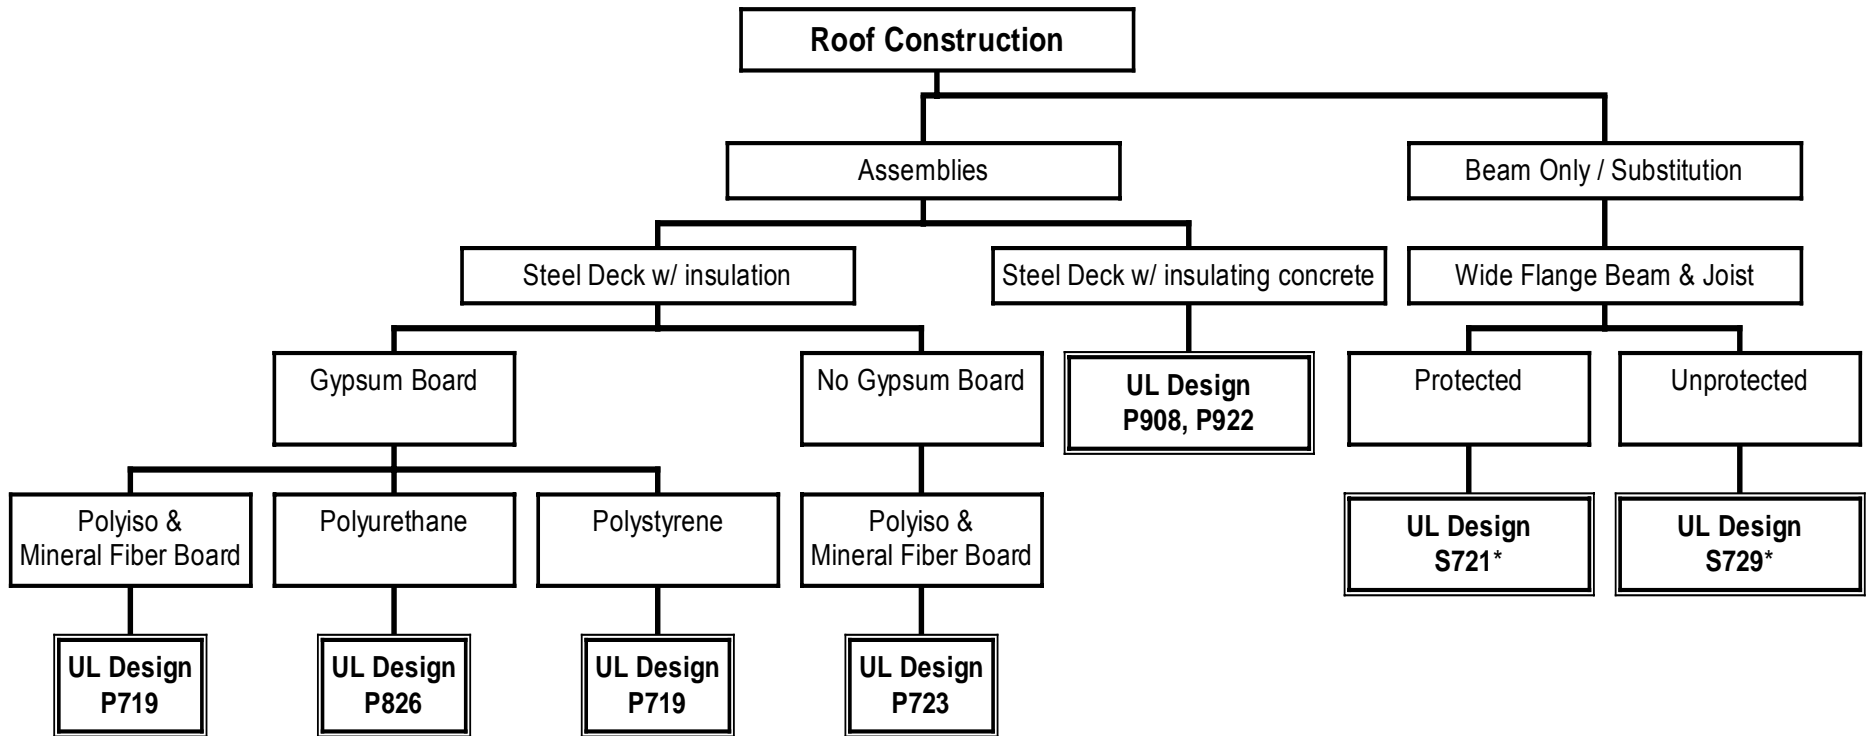 Roof Construction
Assemblies
Beam Only / Substitution
Steel Deck w/ insulation
Steel Deck w/ insulating concrete
Wide Flange Beam & Joist
Gypsum Board
No Gypsum Board
UL Design
P908, P922
Protected
Unprotected
Polyiso &
Mineral Fiber Board
Polyurethane
Polystyrene
Polyiso &
Mineral Fiber Board
UL Design
S721*
UL Design
S729*
UL Design
P719
UL Design
P826
UL Design
P719
UL Design
P723